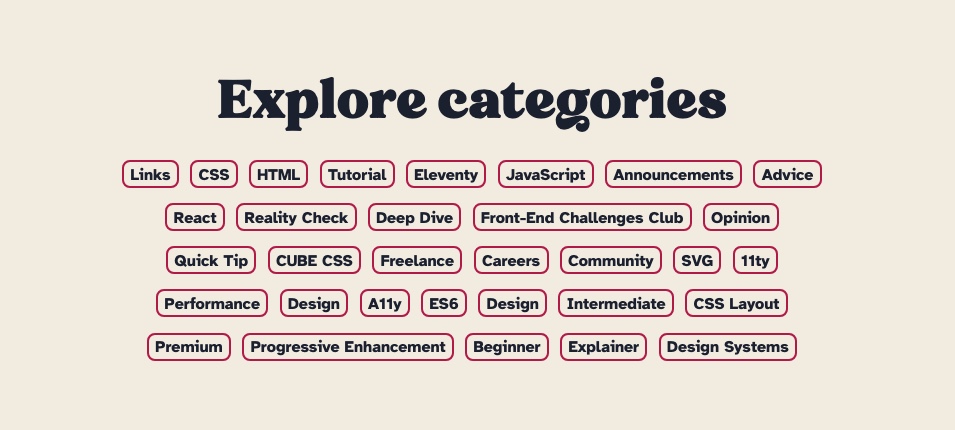 Explore categories
Links CSS HTML Tutorial Eleventy JavaScript Announcements Advice
React Reality Check Deep Dive Front-End Challenges Club Opinion
Quick Tip CUBE CSS Freelance Careers Community SVG 11ty
Performance Design A11y ES6 Design Intermediate CSS Layout
Premium Progressive Enhancement Beginner Explainer Design Systems